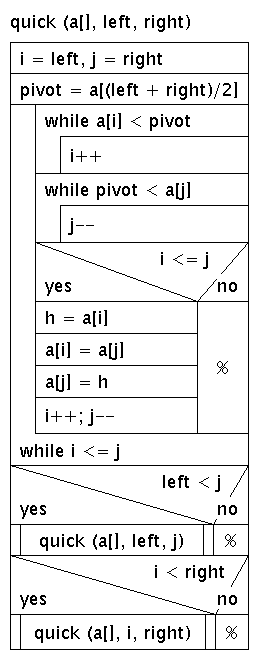 quick (a[], left, right)
i = left, j = right
pivot = a[(left + right)/2]
while a[i] < pivot
i++
while pivot < a[j]
j--
i <= j
yes no
h = a[i]
a[i] = a[j]
%
a[j] = h
i++; j--
while i <= j
left < j
yes no
quick (a[], left, j) %
i < right
yes no
quick (a[], i, right) %